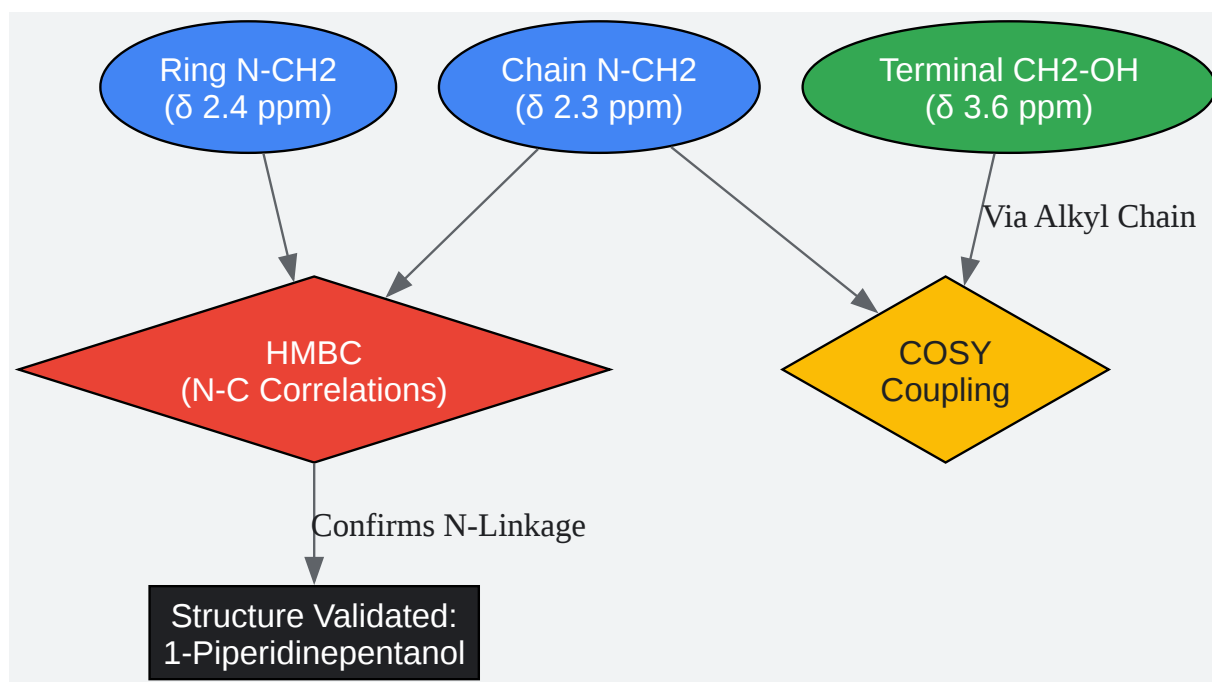 Ring N-CH2
(δ 2.4 ppm)
Chain N-CH2
(δ 2.3 ppm)
Terminal CH2-OH
(δ 3.6 ppm)
Via Alkyl Chain
HMBC
(N-C Correlations)
COSY
Coupling
Confirms N-Linkage
Structure Validated:
1-Piperidinepentanol